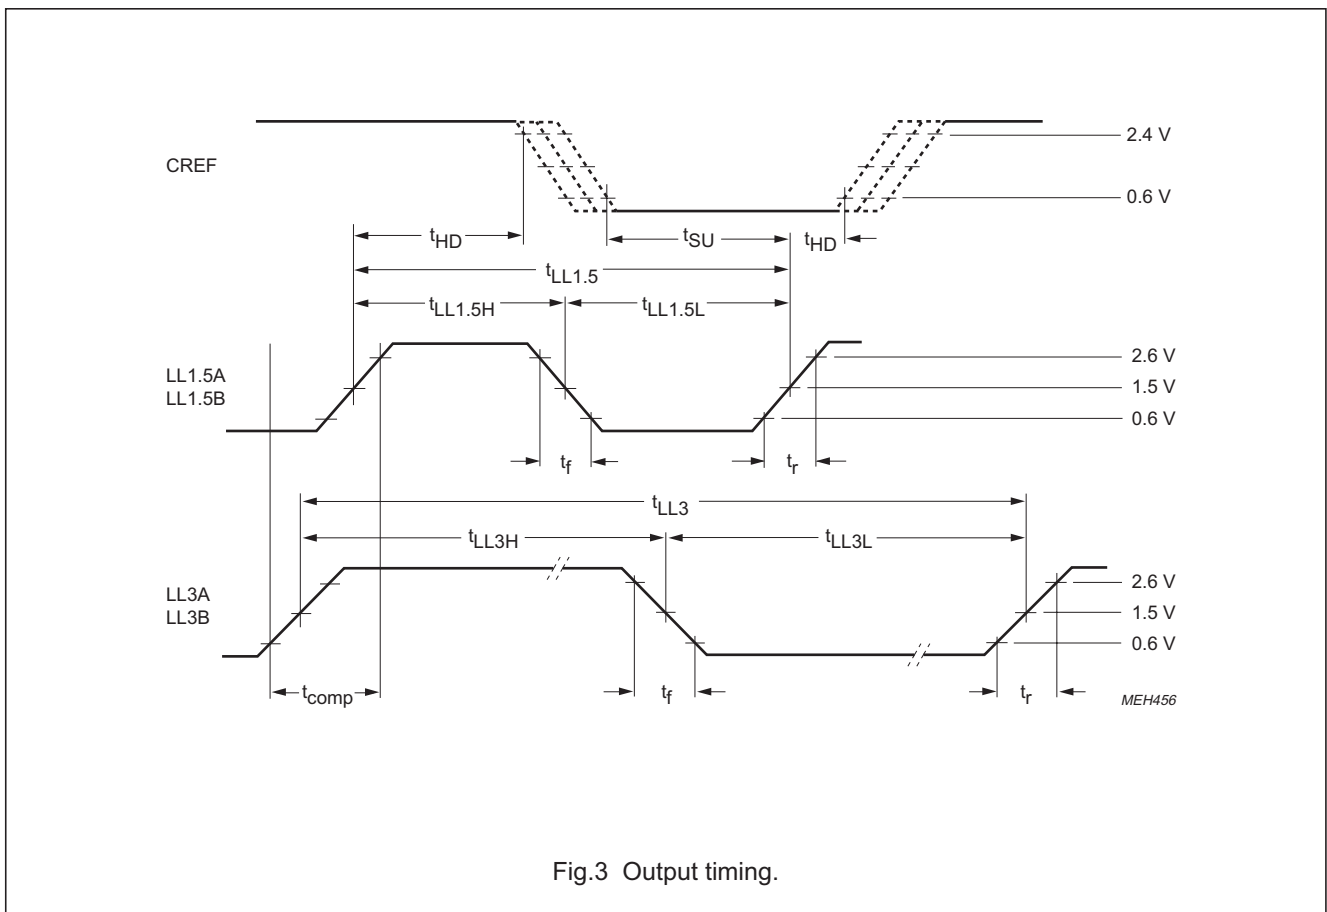 2.4 V
CREF
0.6 V
tHD
tSU
tHD
tLL1.5
tLL1.5H
tLL1.5L
2.6 V
LL1.5A
1.5 V
LL1.5B
0.6 V
tf
tr
tLL3
tLL3H
tLL3L
2.6 V
LL3A
1.5 V
LL3B
0.6 V
tcomp
tf
tr
MEH456
Fig.3 Output timing.